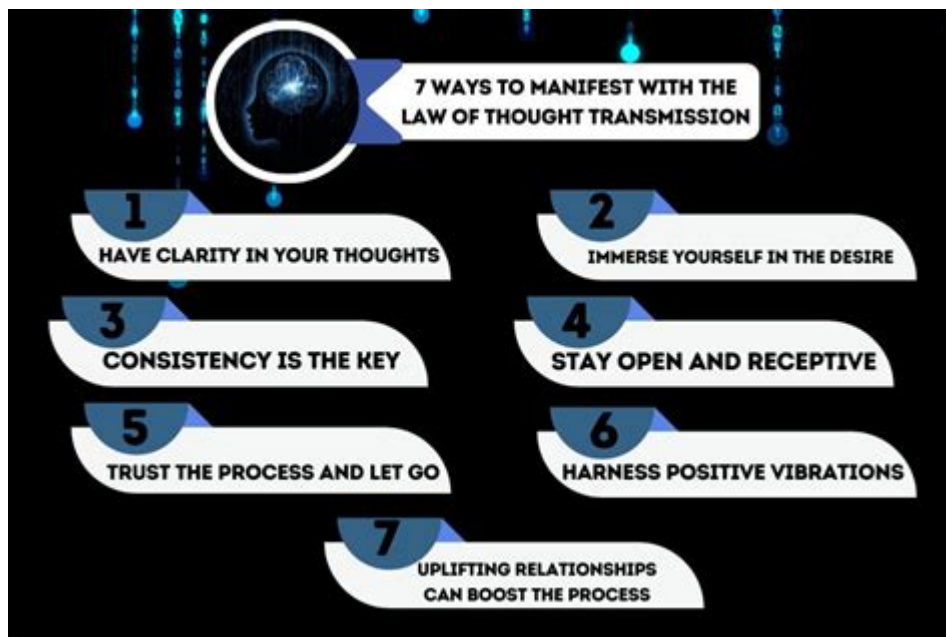 7 WAYS TO MANIFEST WITH THE
LAW OF THOUGHT TRANSMISSION
1
HAVE CLARITY IN YOUR THOUGHTS
2
IMMERSE YOURSELF IN THE DESIRE
3
CONSISTENCY IS THE KEY
4
STAY OPEN AND RECEPTIVE
5
TRUST THE PROCESS AND LET GO
6
HARNESS POSITIVE VIBRATIONS
7
UPLIFTING RELATIONSHIPS
CAN BOOST THE PROCESS